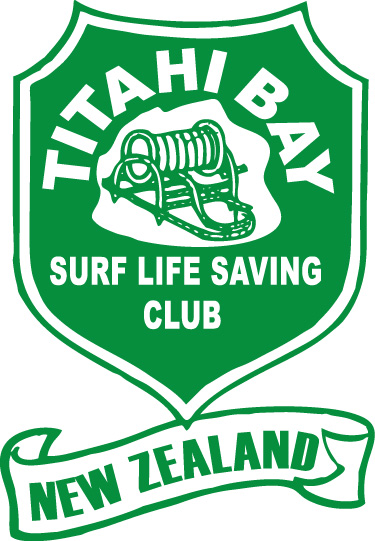 TITAHI BAY
SURF LIFE SAVING
CLUB
NEW ZEALAND